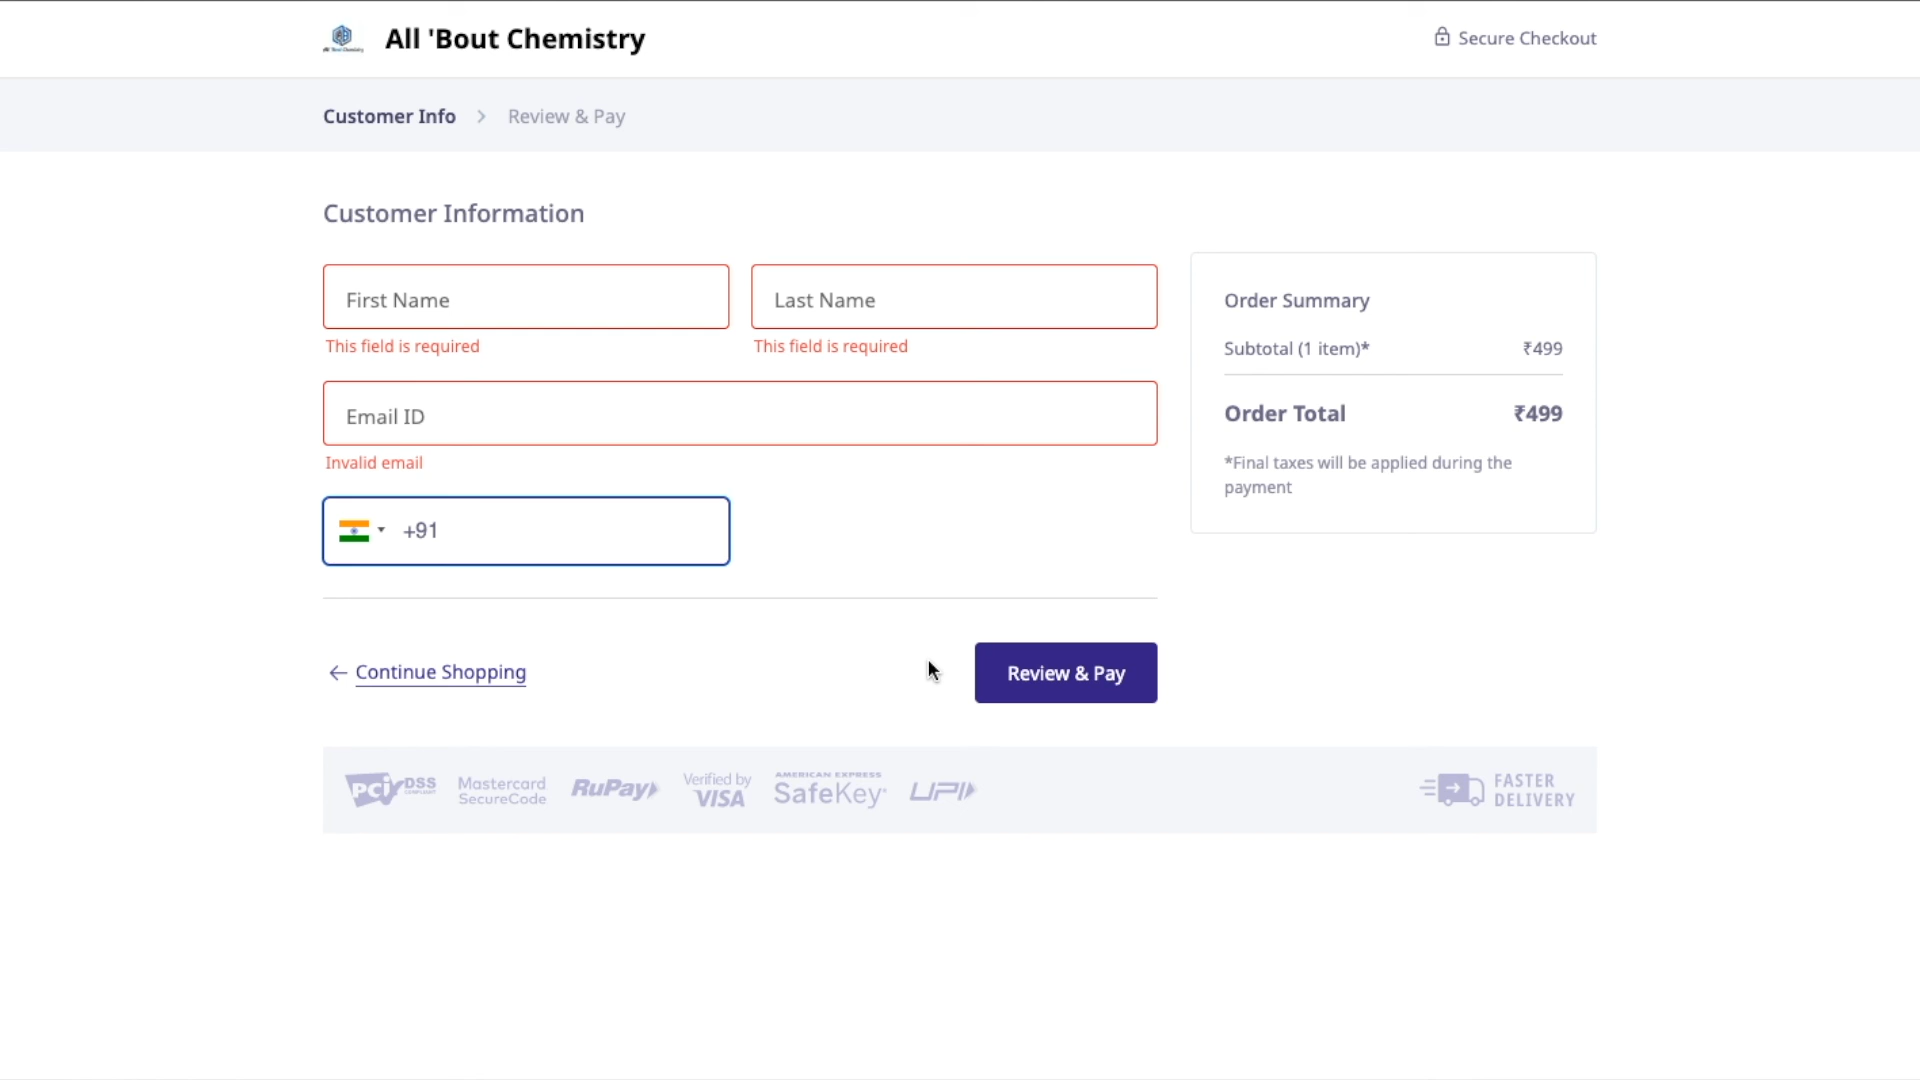 All 'Bout Chemistry
Secure Checkout
Customer Info
Review & Pay
Customer Information
First Name
Last Name
This field is required
This field is required
Email ID
Invalid email
+91
Order Summary
Subtotal (1 item)* ₹499
Order Total ₹499
*Final taxes will be applied during the
payment
Continue Shopping
Review & Pay
PCI DSS
COMPLIANT
Mastercard
SecureCode
RuPay
Verified by
VISA
AMERICAN EXPRESS
SafeKey
UPI
FASTER
DELIVERY